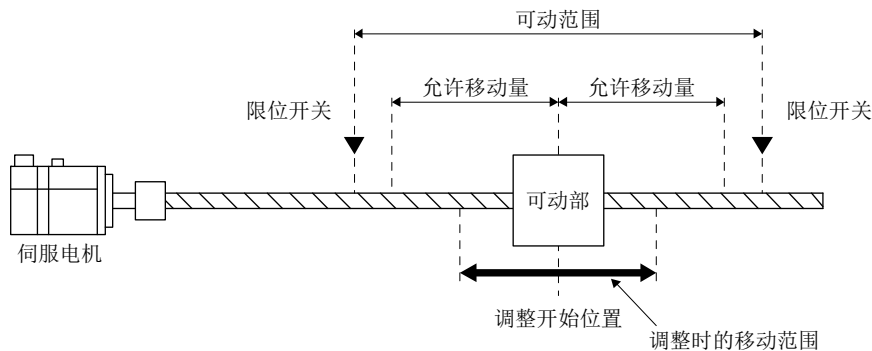 可动范围
允许移动量
允许移动量
限位开关
限位开关
可动部
伺服电机
调整开始位置
调整时的移动范围